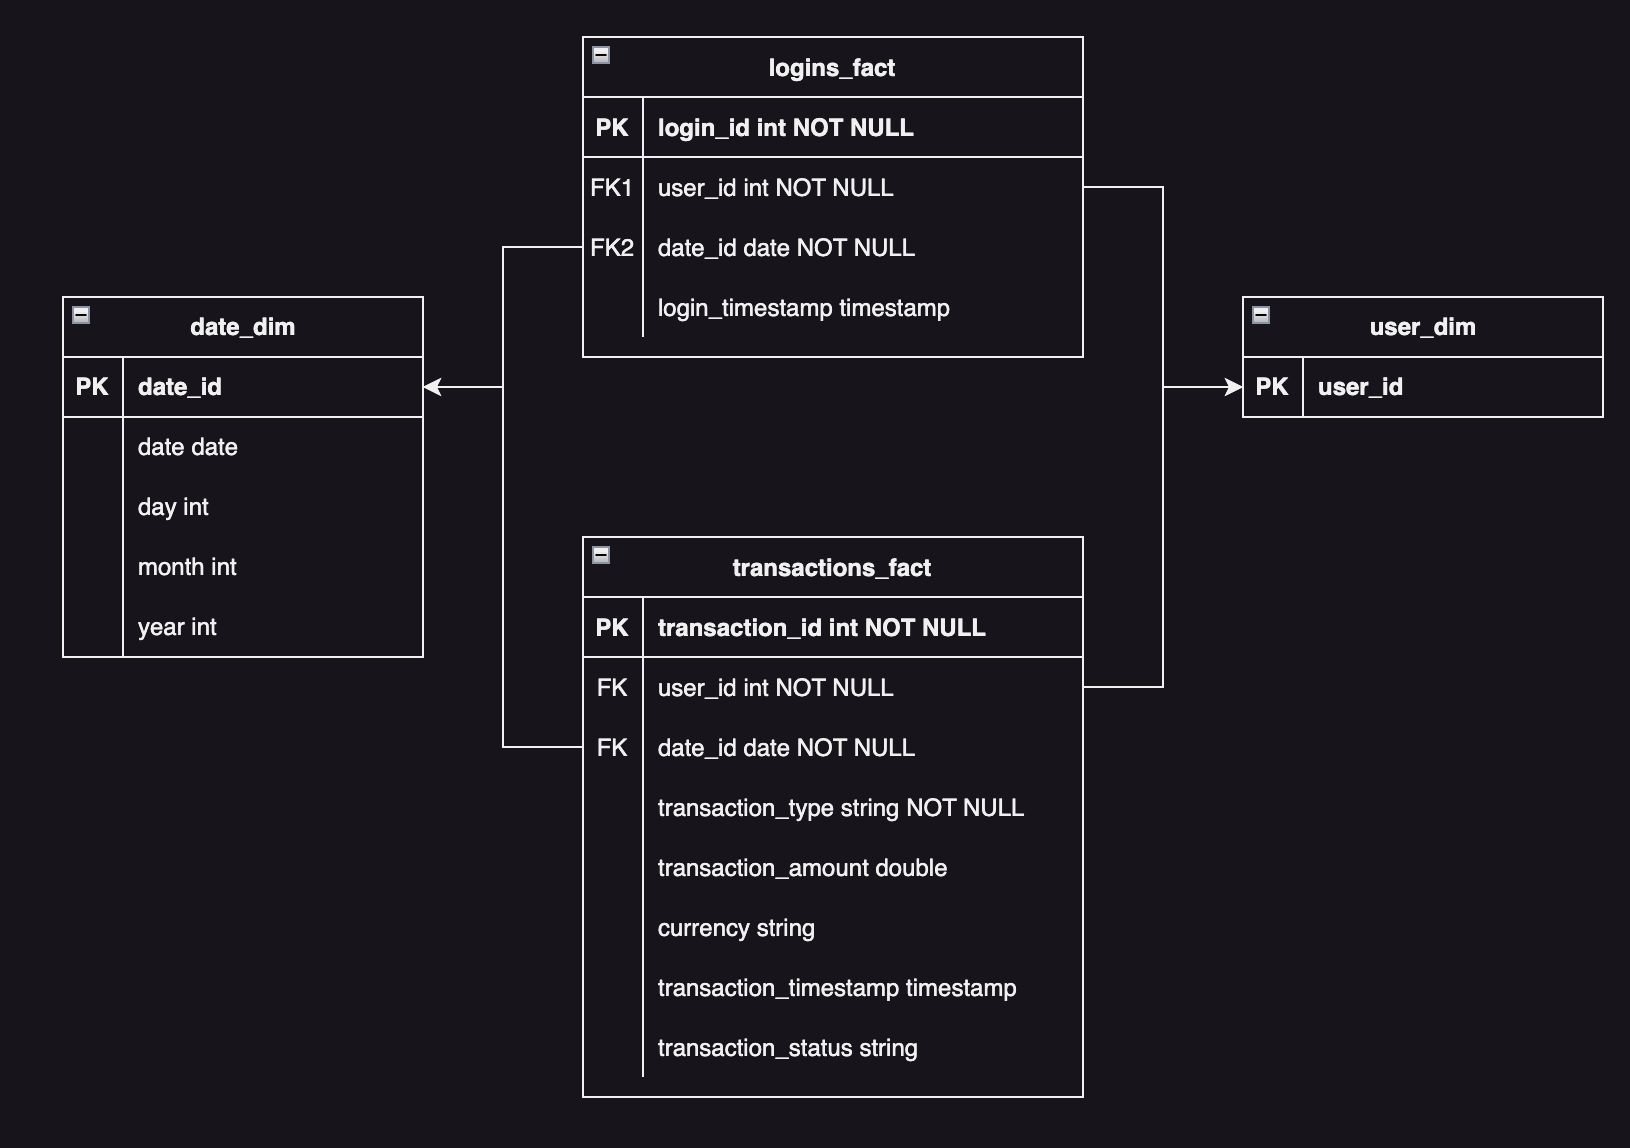 logins_fact
PK login_id int NOT NULL
FK1 user_id int NOT NULL
FK2 date_id date NOT NULL
login_timestamp timestamp
date_dim
PK date_id
date date
day int
month int
year int
user_dim
PK user_id
transactions_fact
PK transaction_id int NOT NULL
FK user_id int NOT NULL
FK date_id date NOT NULL
transaction_type string NOT NULL
transaction_amount double
currency string
transaction_timestamp timestamp
transaction_status string